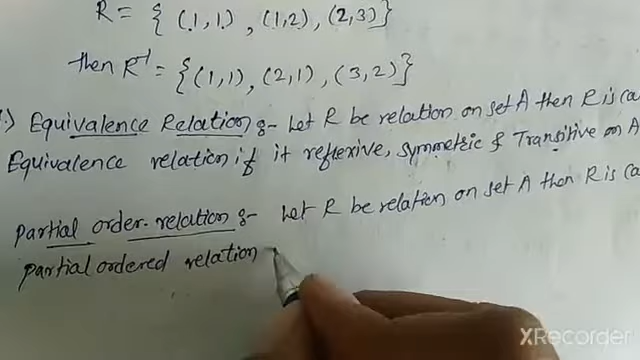 R = { (1,1) , (1,2) , (2,3)}
then R⁻¹ = {(1,1) , (2,1) , (3,2)}
.) Equivalence Relation :- Let R be relation on set A then R is ca
Equivalence relation if it reflexive, symmetric & Transitive on A
partial order relation :- Let R be relation on set A then R is ca
partial ordered relation
XRecorder